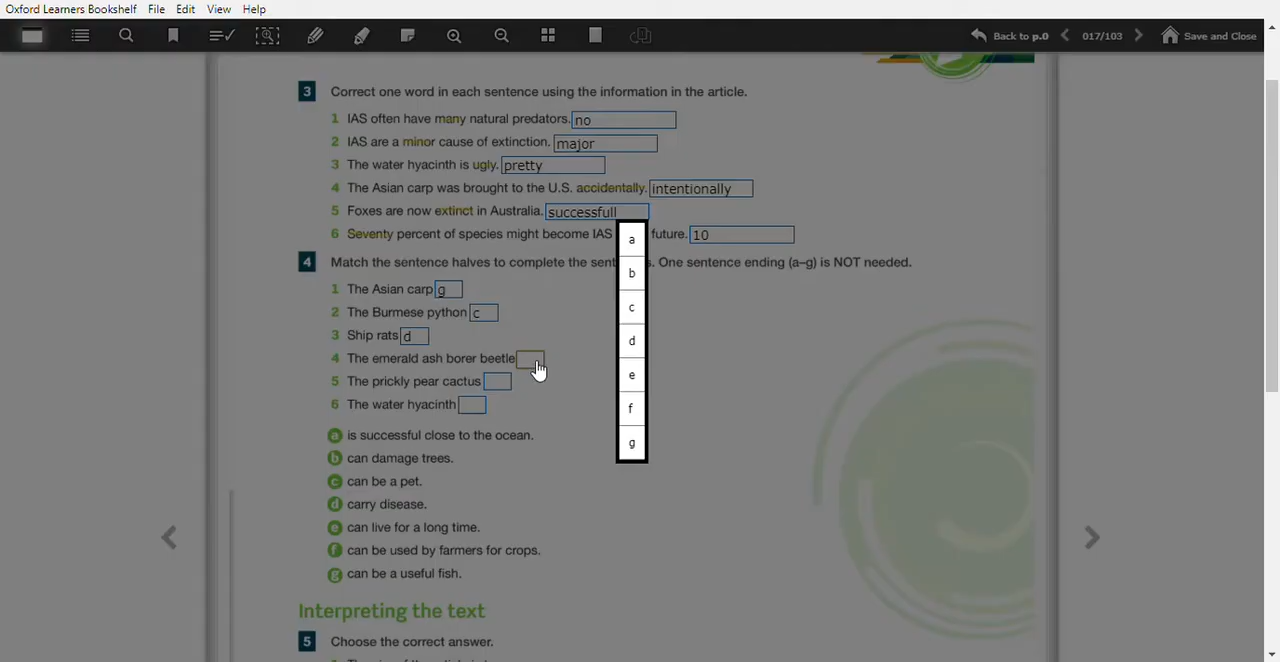 Oxford Learners Bookshelf File Edit View Help
Back to p.0 017/103 Save and Close
3 Correct one word in each sentence using the information in the article.
1 IAS often have many natural predators. no
2 IAS are a minor cause of extinction. major
3 The water hyacinth is ugly. pretty
4 The Asian carp was brought to the U.S. accidentally. intentionally
5 Foxes are now extinct in Australia. successfull
6 Seventy percent of species might become IAS future. 10
4 Match the sentence halves to complete the sent s. One sentence ending (a–g) is NOT needed.
1 The Asian carp g
2 The Burmese python c
3 Ship rats d
4 The emerald ash borer beetle
5 The prickly pear cactus
6 The water hyacinth
a is successful close to the ocean.
b can damage trees.
c can be a pet.
d carry disease.
e can live for a long time.
f can be used by farmers for crops.
g can be a useful fish.
a
b
c
d
e
f
g
Interpreting the text
5 Choose the correct answer.